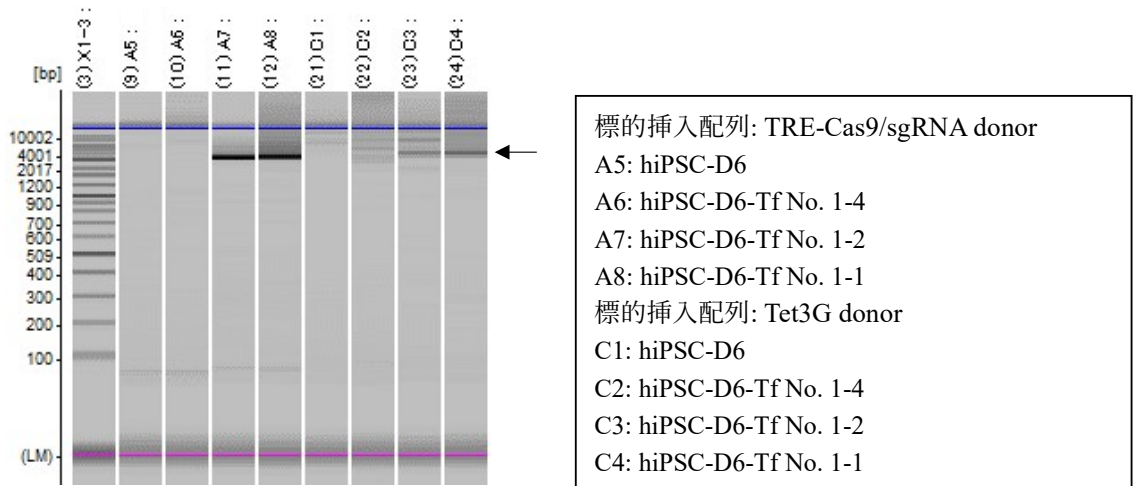 [bp]
(3) X1-3 :
(9) A5 :
(10) A6 :
(11) A7 :
(12) A8 :
(21) C1 :
(22) C2 :
(23) C3 :
(24) C4 :
10002
4001
2017
1200
900
700
600
509
400
300
200
100
(LM)
標的挿入配列: TRE-Cas9/sgRNA donor
A5: hiPSC-D6
A6: hiPSC-D6-Tf No. 1-4
A7: hiPSC-D6-Tf No. 1-2
A8: hiPSC-D6-Tf No. 1-1
標的挿入配列: Tet3G donor
C1: hiPSC-D6
C2: hiPSC-D6-Tf No. 1-4
C3: hiPSC-D6-Tf No. 1-2
C4: hiPSC-D6-Tf No. 1-1